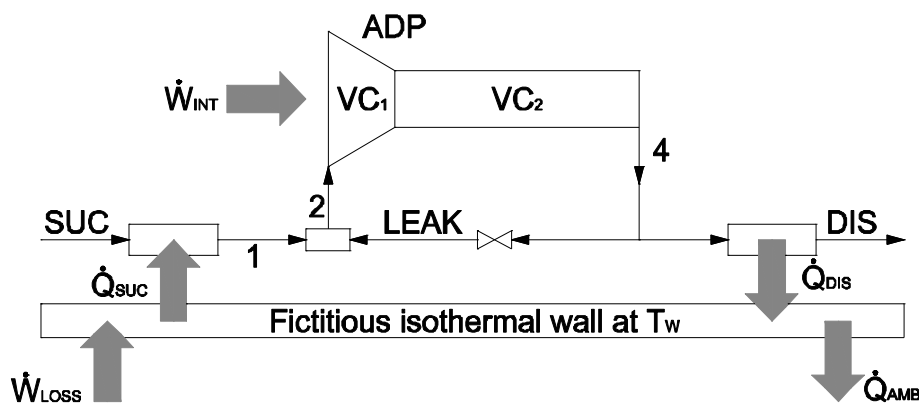 ADP
ẆINT
VC1
VC2
4
2
SUC
LEAK
DIS
1
Q̇SUC
Q̇DIS
Fictitious isothermal wall at TW
ẆLOSS
Q̇AMB